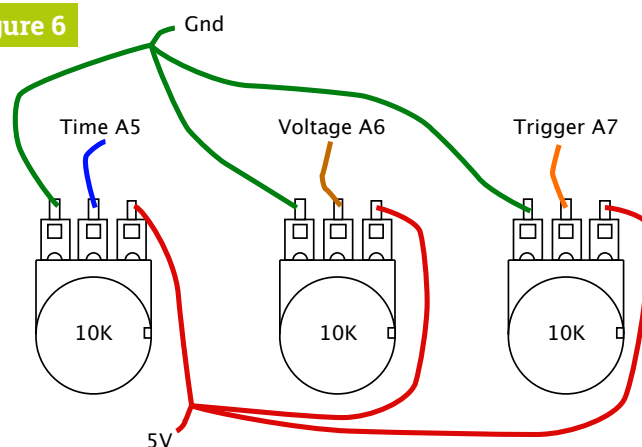 gure 6
Gnd
Time A5
Voltage A6
Trigger A7
10K
10K
10K
5V